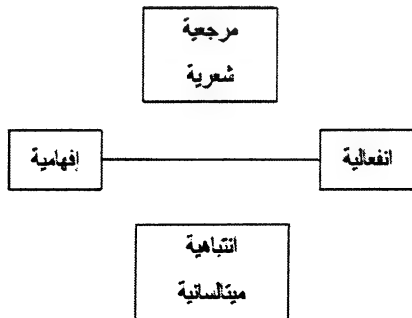 مرجعية
شعرية
انفعالية
إفهامية
انتباهية
ميتالسانية